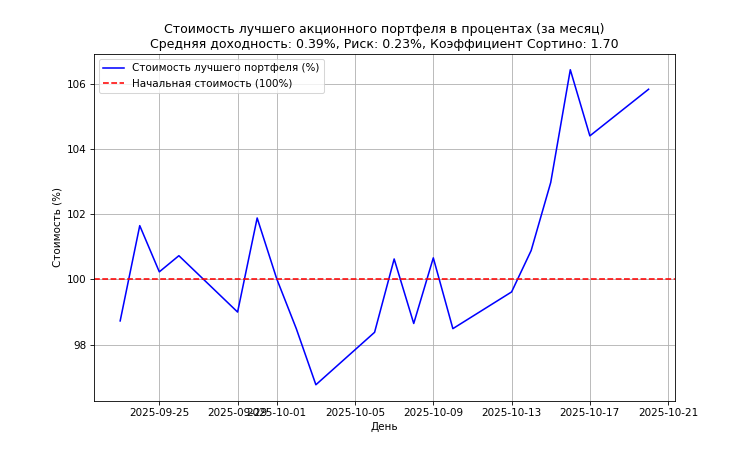 Стоимость лучшего акционного портфеля в процентах (за месяц)
Средняя доходность: 0.39%, Риск: 0.23%, Коэффициент Сортино: 1.70
Стоимость лучшего портфеля (%)
Начальная стоимость (100%)
Стоимость (%)
106
104
102
100
98
2025-09-25
2025-09-29
2025-10-01
2025-10-05
2025-10-09
2025-10-13
2025-10-17
2025-10-21
День